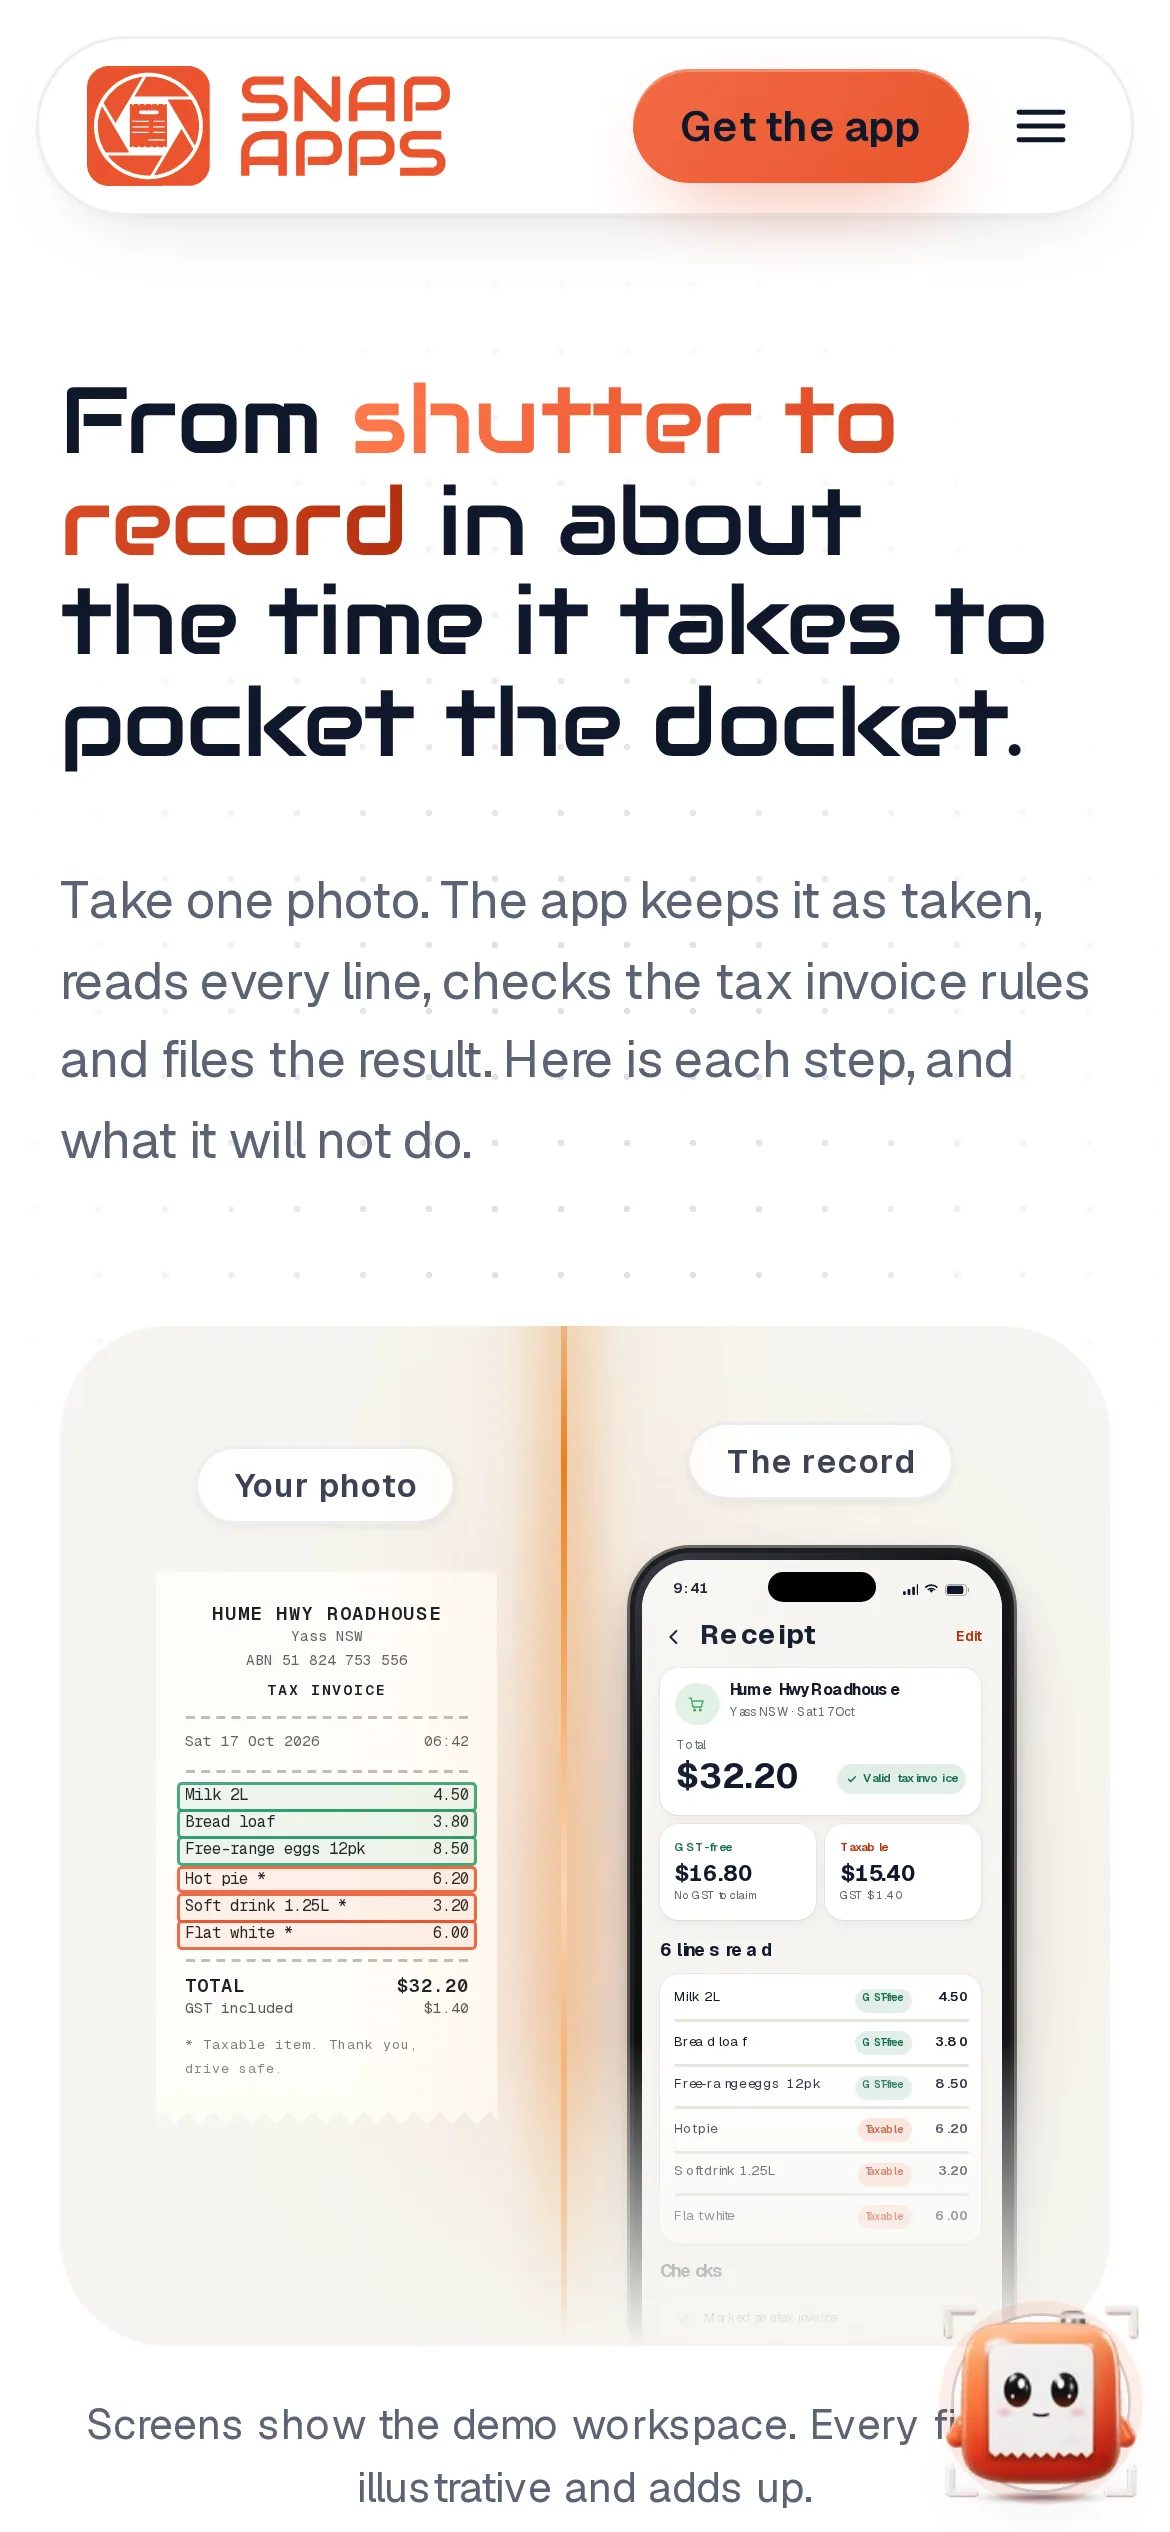 SNAP
APPS
Get the app
From shutter to
record in about
the time it takes to
pocket the docket.
Take one photo. The app keeps it as taken,
reads every line, checks the tax invoice rules
and files the result. Here is each step, and
what it will not do.
Your photo
HUME HWY ROADHOUSE
Yass NSW
ABN 51 824 753 556
TAX INVOICE
Sat 17 Oct 2026 06:42
Milk 2L 4.50
Bread loaf 3.80
Free-range eggs 12pk 8.50
Hot pie * 6.20
Soft drink 1.25L * 3.20
Flat white * 6.00
TOTAL $32.20
GST included $1.40
* Taxable item. Thank you,
drive safe.
The record
9:41
Receipt Edit
Hume Hwy Roadhouse
Yass NSW · Sat 17 Oct
Total
$32.20 Valid tax invoice
GST-free
$16.80
No GST to claim
Taxable
$15.40
GST $1.40
6 lines read
Milk 2L GST-free 4.50
Bread loaf GST-free 3.80
Free-range eggs 12pk GST-free 8.50
Hot pie Taxable 6.20
Soft drink 1.25L Taxable 3.20
Flat white Taxable 6.00
Checks
Marked as a tax invoice
Screens show the demo workspace. Every
illustrative and adds up.